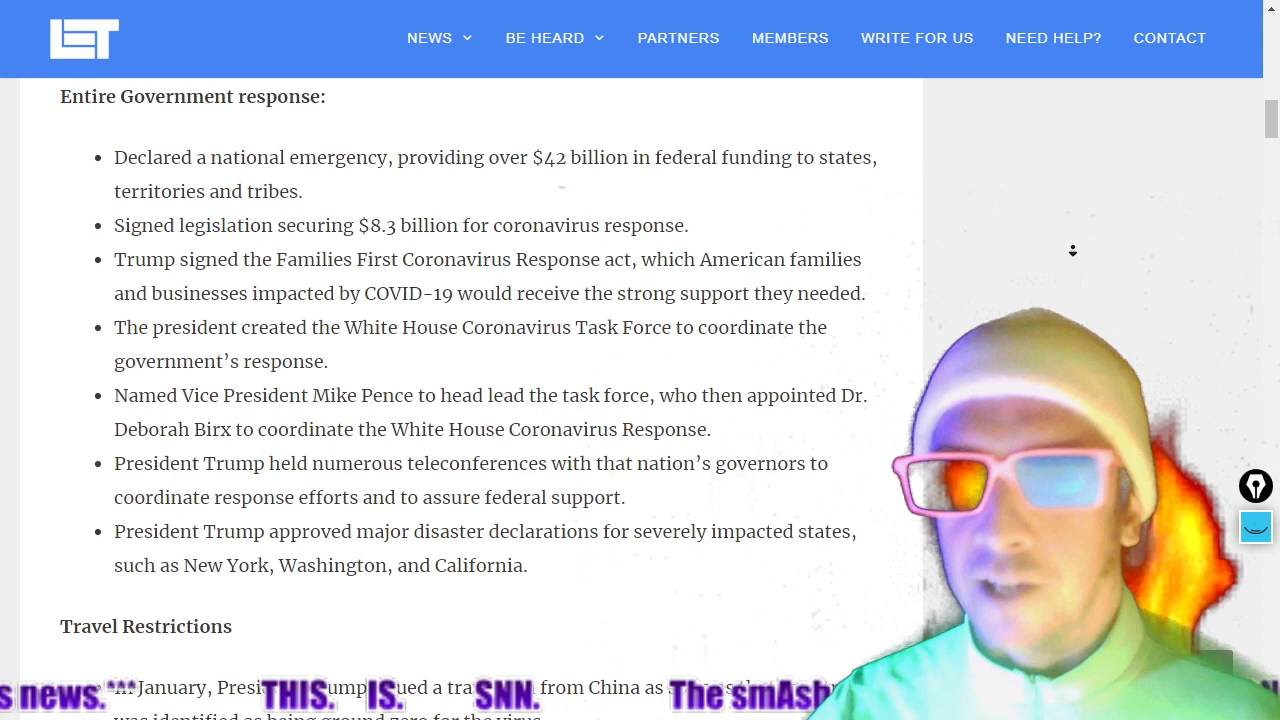 LT
NEWS BE HEARD PARTNERS MEMBERS WRITE FOR US NEED HELP? CONTACT
Entire Government response:
• Declared a national emergency, providing over $42 billion in federal funding to states,
territories and tribes.
• Signed legislation securing $8.3 billion for coronavirus response.
• Trump signed the Families First Coronavirus Response act, which American families
and businesses impacted by COVID-19 would receive the strong support they needed.
• The president created the White House Coronavirus Task Force to coordinate the
government’s response.
• Named Vice President Mike Pence to head lead the task force, who then appointed Dr.
Deborah Birx to coordinate the White House Coronavirus Response.
• President Trump held numerous teleconferences with that nation’s governors to
coordinate response efforts and to assure federal support.
• President Trump approved major disaster declarations for severely impacted states,
such as New York, Washington, and California.
Travel Restrictions
January, from China as
news.*** THIS. IS. SNN. The